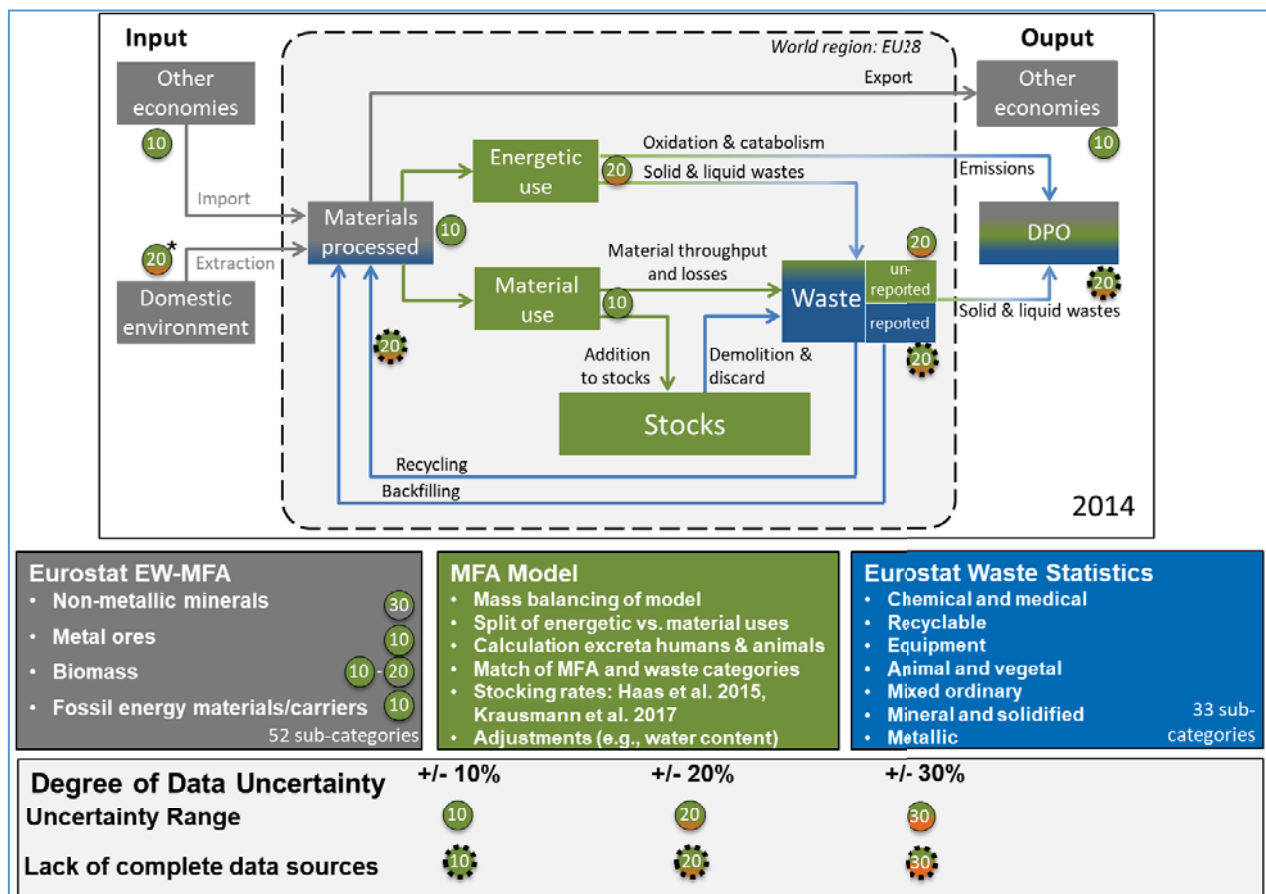 Input
World region: EU28
Ouput
Other
economies
10
Export
Other
economies
10
Energetic
use
20
Oxidation & catabolism
Solid & liquid wastes
Emissions
Import
Materials
processed
10
DPO
20
20*
Extraction
Domestic
environment
Material
use
10
Material throughput
and losses
20
Waste
un-
reported
reported
20
Solid & liquid wastes
20
Addition
to stocks
Demolition &
discard
Stocks
Recycling
Backfilling
2014
Eurostat EW-MFA
• Non-metallic minerals 30
• Metal ores 10
• Biomass 10 - 20
• Fossil energy materials/carriers 10
52 sub-categories
MFA Model
• Mass balancing of model
• Split of energetic vs. material uses
• Calculation excreta humans & animals
• Match of MFA and waste categories
• Stocking rates: Haas et al. 2015,
Krausmann et al. 2017
• Adjustments (e.g., water content)
Eurostat Waste Statistics
• Chemical and medical
• Recyclable
• Equipment
• Animal and vegetal
• Mixed ordinary
• Mineral and solidified
• Metallic
33 sub-
categories
Degree of Data Uncertainty
+/- 10% +/- 20% +/- 30%
Uncertainty Range 10 20 30
Lack of complete data sources 10 20 30